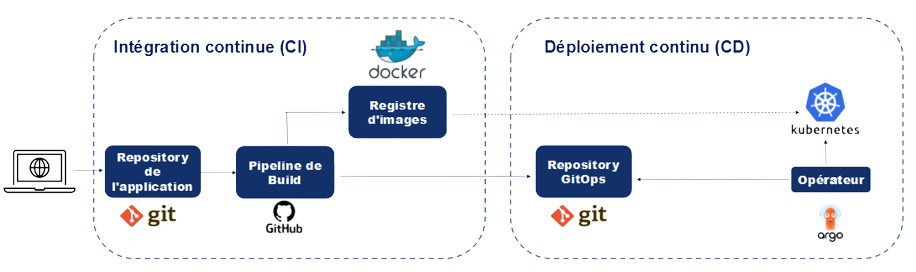 Intégration continue (CI)
docker
Registre
d'images
Repository
de
l'application
git
Pipeline de
Build
GitHub
Déploiement continu (CD)
kubernetes
Repository
GitOps
git
Opérateur
argo